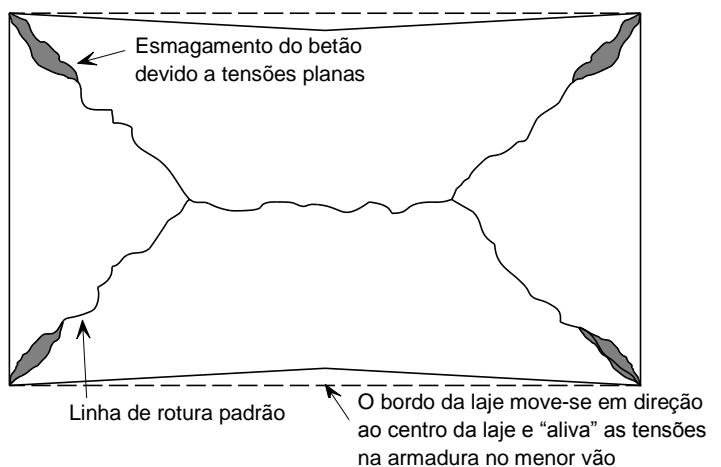 Esmagamento do betão
devido a tensões planas
Linha de rotura padrão
O bordo da laje move-se em direção
ao centro da laje e “aliva” as tensões
na armadura no menor vão